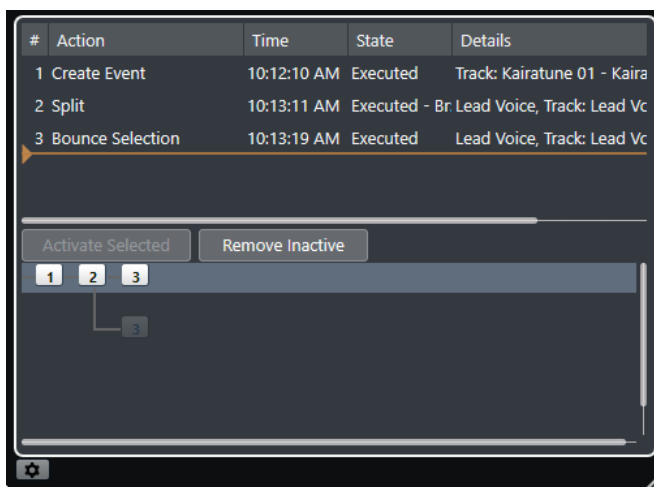 # Action Time State Details
1 Create Event 10:12:10 AM Executed Track: Kairatune 01 - Kaira
2 Split 10:13:11 AM Executed - Br Lead Voice, Track: Lead Vo
3 Bounce Selection 10:13:19 AM Executed Lead Voice, Track: Lead Vo
Activate Selected Remove Inactive
1 2 3
3